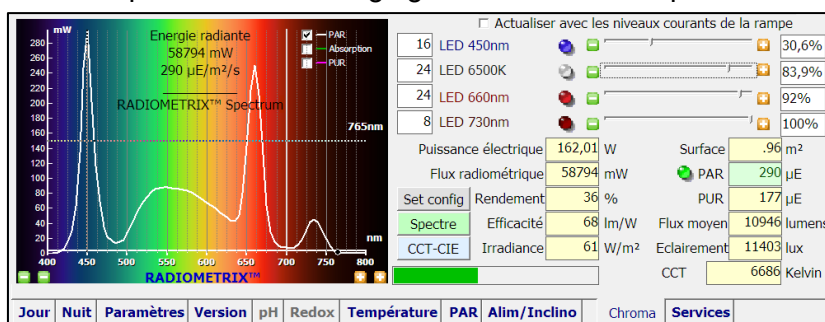 Actualiser avec les niveaux courants de la rampe
mW
Energie radiante
58794 mW
290 µE/m²/s
RADIOMETRIX™ Spectrum
PAR
Absorption
PUR
765nm
280
260
240
220
200
180
160
140
120
100
80
60
40
20
0
nm
400 450 500 550 600 650 700 750 800
RADIOMETRIX™
16 LED 450nm 30,6%
24 LED 6500K 83,9%
24 LED 660nm 92%
8 LED 730nm 100%
Puissance électrique 162,01 W Surface .96 m²
Flux radiométrique 58794 mW PAR 290 µE
Set config Rendement 36 % PUR 177 µE
Spectre Efficacité 68 lm/W Flux moyen 10946 lumens
CCT-CIE Irradiance 61 W/m² Eclairement 11403 lux
CCT 6686 Kelvin
Jour Nuit Paramètres Version pH Redox Température PAR Alim/Inclino Chroma Services